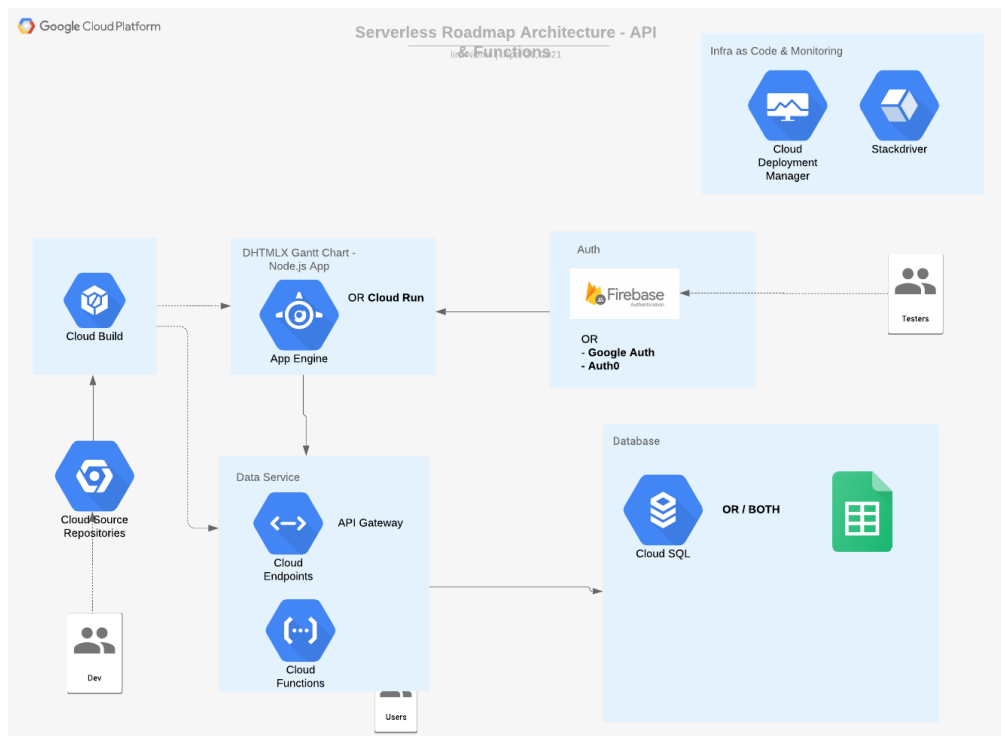 Google Cloud Platform
Serverless Roadmap Architecture - API
& Functions
Infra as Code & Monitoring
Cloud
Deployment
Manager
Stackdriver
DHTMLX Gantt Chart -
Node.js App
OR Cloud Run
App Engine
Cloud Build
Auth
Firebase
Authentication
OR
- Google Auth
- Auth0
Testers
Cloud Source
Repositories
Dev
Data Service
API Gateway
Cloud
Endpoints
Cloud
Functions
Users
Database
Cloud SQL
OR / BOTH